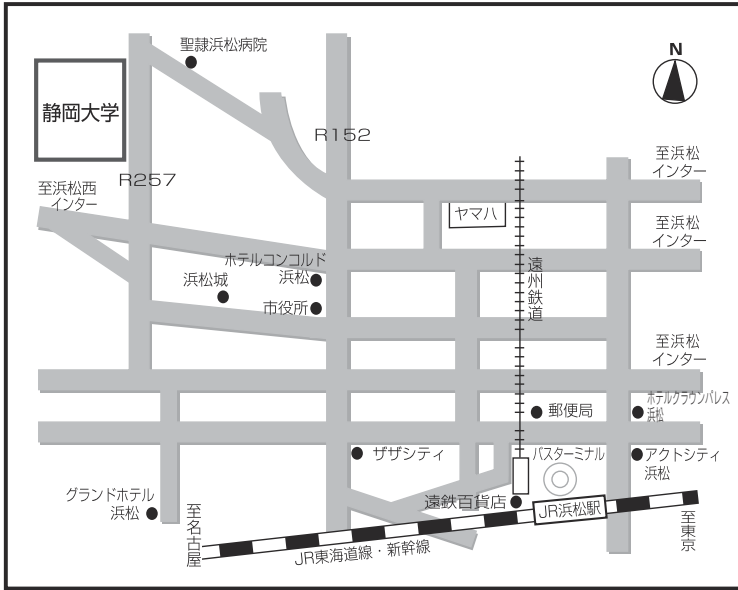 聖隷浜松病院
N
静岡大学
R152
R257
至浜松
インター
至浜松西
インター
ヤマハ
至浜松
インター
ホテルコンコルド
浜松
遠州鉄道
浜松城
市役所
至浜松
インター
ホテルクラウンパレス
浜松
郵便局
ザザシティ
バスターミナル
アクトシティ
浜松
グランドホテル
浜松
遠鉄百貨店
JR浜松駅
至名古屋
至東京
JR東海道線・新幹線